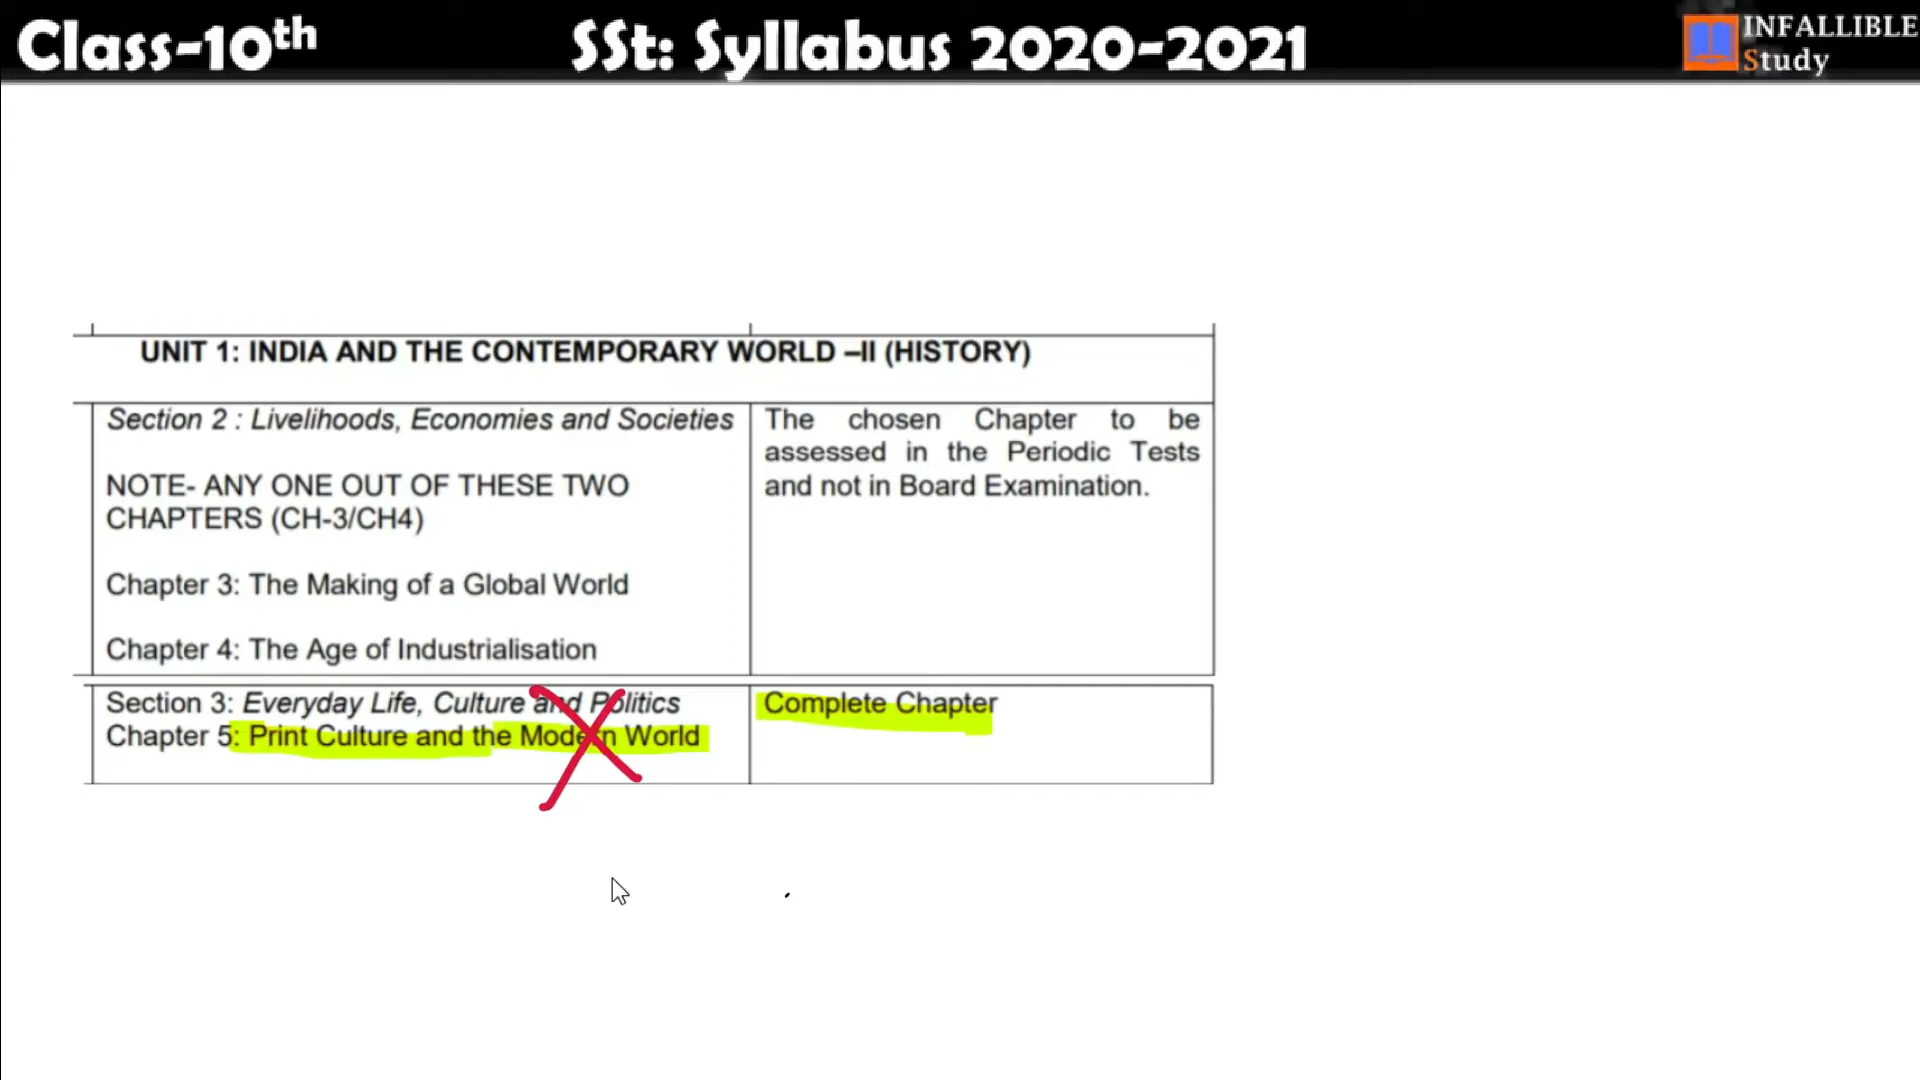 Class-10th
SSt: Syllabus 2020-2021
INFALLIBLE
Study
UNIT 1: INDIA AND THE CONTEMPORARY WORLD –II (HISTORY)
Section 2 : Livelihoods, Economies and Societies
NOTE- ANY ONE OUT OF THESE TWO
CHAPTERS (CH-3/CH4)
Chapter 3: The Making of a Global World
Chapter 4: The Age of Industrialisation
The chosen Chapter to be
assessed in the Periodic Tests
and not in Board Examination.
Section 3: Everyday Life, Culture and Politics
Chapter 5: Print Culture and the Modern World
Complete Chapter